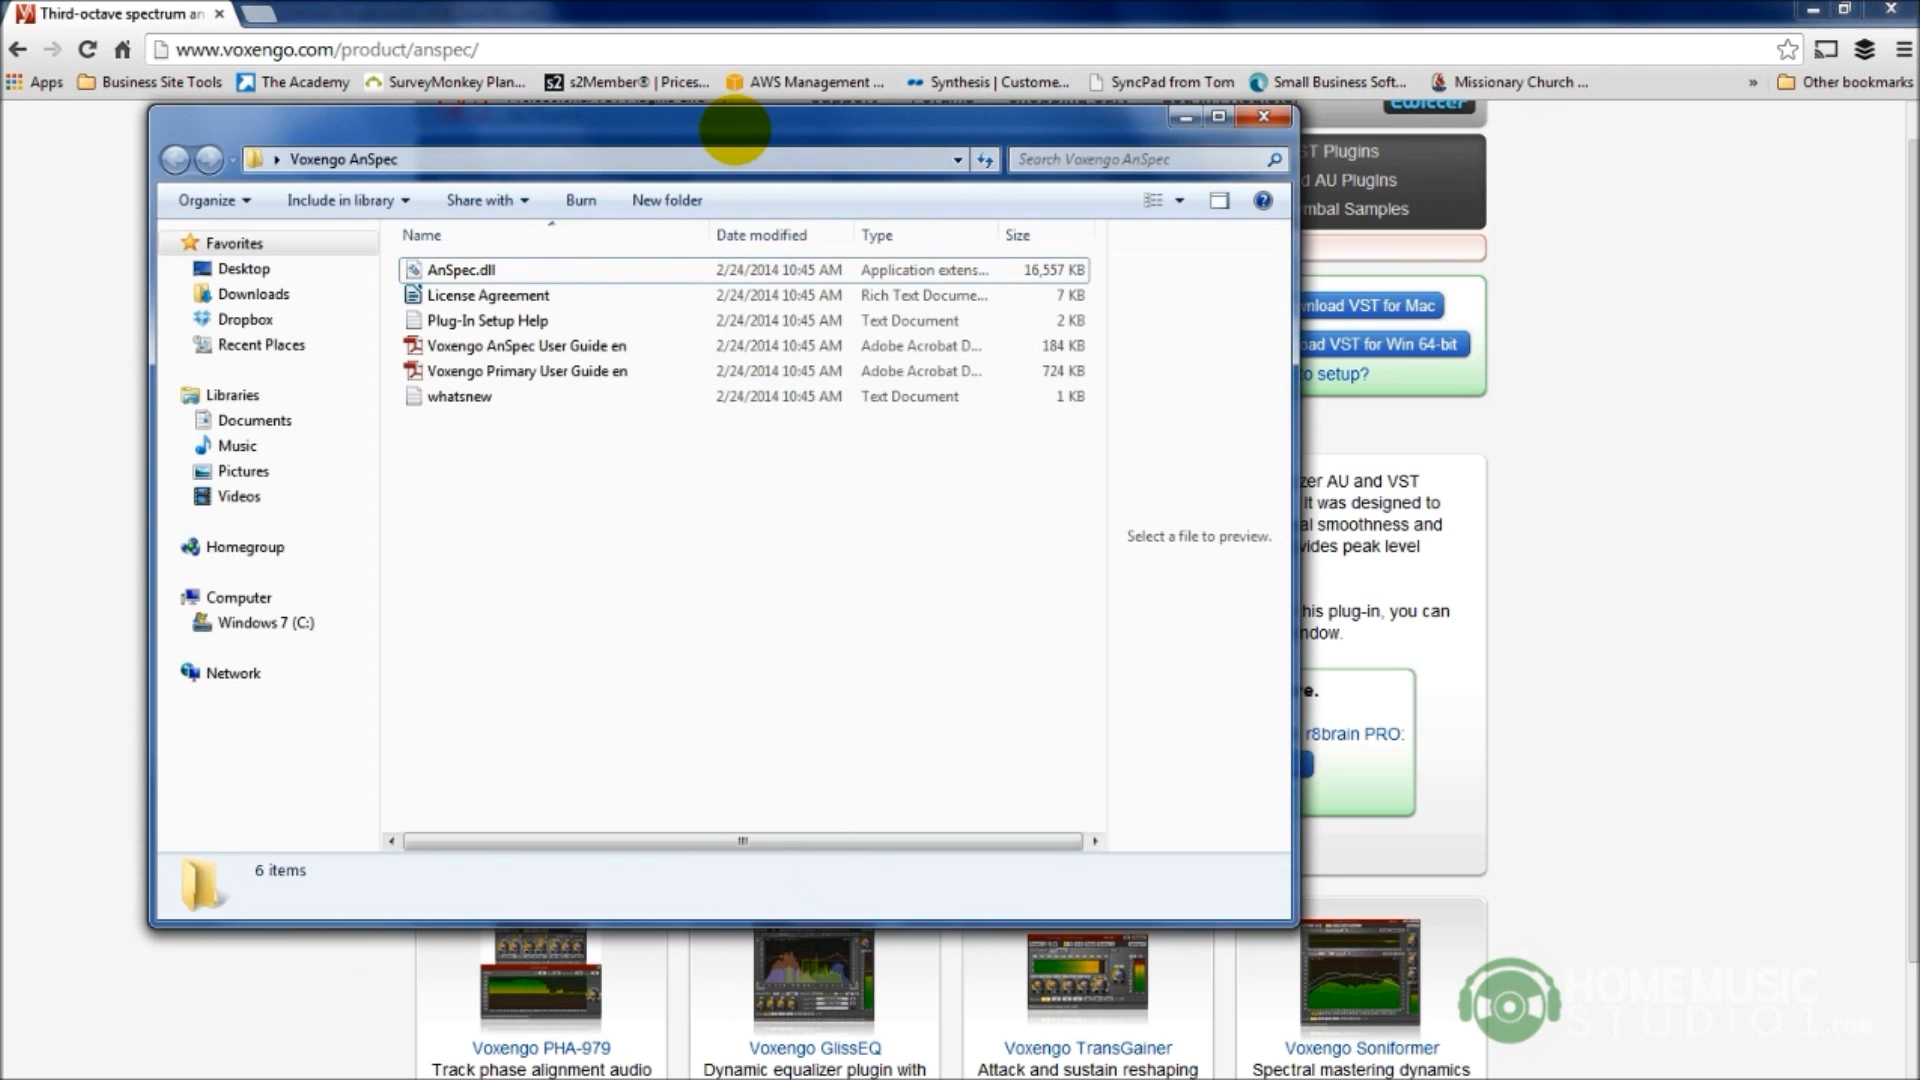 Third-octave spectrum an
www.voxengo.com/product/anspec/
Apps Business Site Tools The Academy SurveyMonkey Plan... s2Member® | Prices... AWS Management ... Synthesis | Custome... SyncPad from Tom Small Business Soft... Missionary Church ... » Other bookmarks
Voxengo AnSpec
Search Voxengo AnSpec
Organize Include in library Share with Burn New folder
Name Date modified Type Size
AnSpec.dll 2/24/2014 10:45 AM Application extens... 16,557 KB
License Agreement 2/24/2014 10:45 AM Rich Text Docume... 7 KB
Plug-In Setup Help 2/24/2014 10:45 AM Text Document 2 KB
Voxengo AnSpec User Guide en 2/24/2014 10:45 AM Adobe Acrobat D... 184 KB
Voxengo Primary User Guide en 2/24/2014 10:45 AM Adobe Acrobat D... 724 KB
whatsnew 2/24/2014 10:45 AM Text Document 1 KB
Favorites
Desktop
Downloads
Dropbox
Recent Places
Libraries
Documents
Music
Pictures
Videos
Homegroup
Computer
Windows 7 (C:)
Network
Select a file to preview.
6 items
twitter
ST Plugins
d AU Plugins
mbal Samples
nload VST for Mac
oad VST for Win 64-bit
o setup?
zer AU and VST
It was designed to
al smoothness and
vides peak level
his plug-in, you can
ndow.
e.
r8brain PRO:
Voxengo PHA-979
Track phase alignment audio
Voxengo GlissEQ
Dynamic equalizer plugin with
Voxengo TransGainer
Attack and sustain reshaping
Voxengo Soniformer
Spectral mastering dynamics
HOMEMUSIC
STUDIO1.com